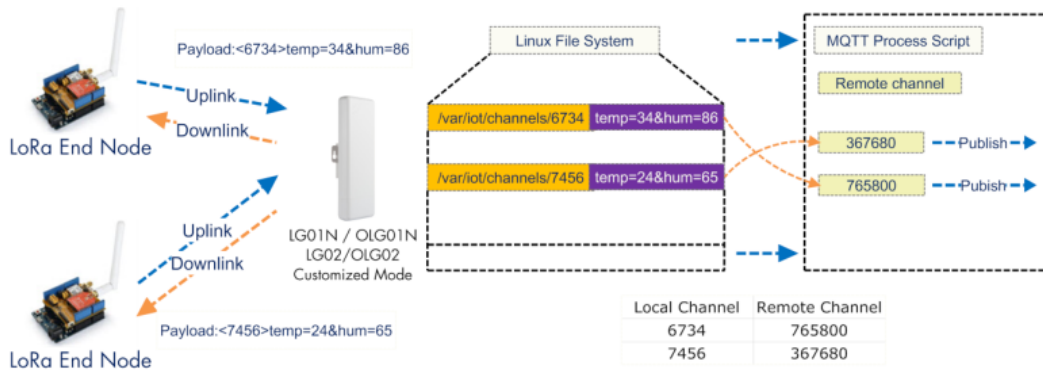 Payload:<6734>temp=34&hum=86
Uplink
Downlink
LoRa End Node
Uplink
Downlink
Payload:<7456>temp=24&hum=65
LoRa End Node
LG01N / OLG01N
LG02/OLG02
Customized Mode
Linux File System
/var/iot/channels/6734 temp=34&hum=86
/var/iot/channels/7456 temp=24&hum=65
MQTT Process Script
Remote channel
367680 Publish
765800 Pubish
Local Channel Remote Channel
6734 765800
7456 367680